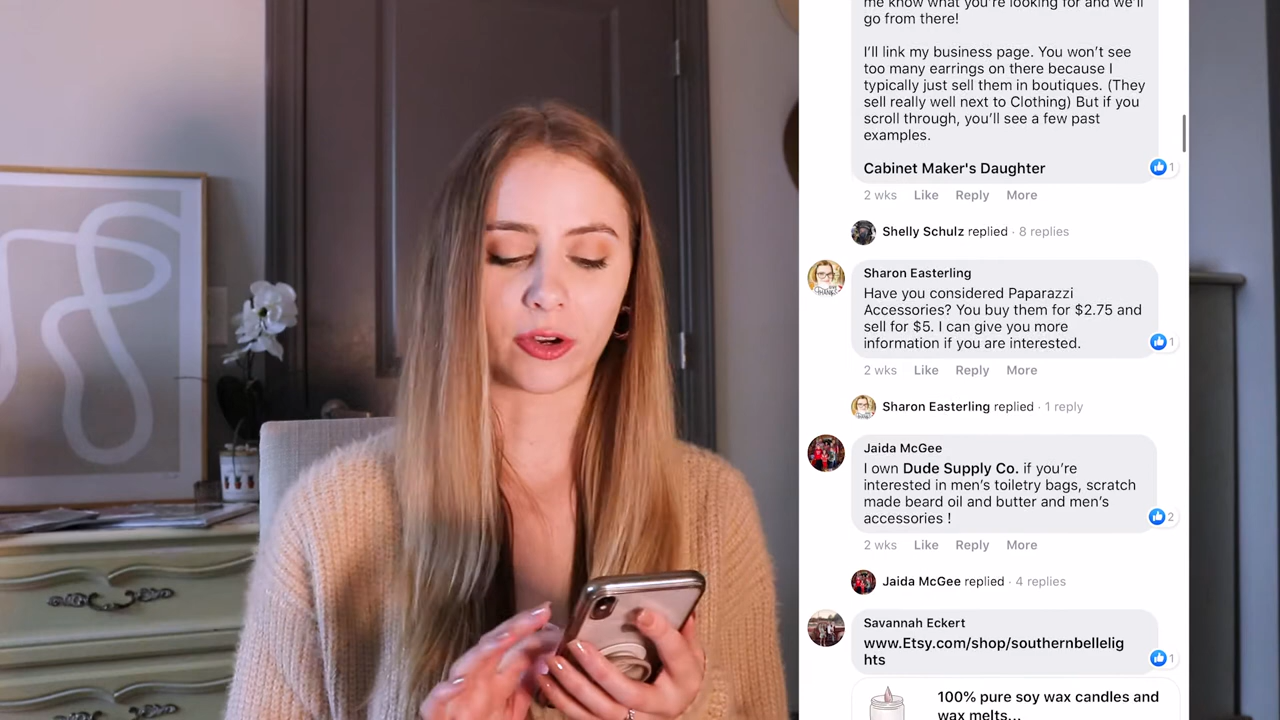 me know what you're looking for and we'll
go from there!
I'll link my business page. You won't see
too many earrings on there because I
typically just sell them in boutiques. (They
sell really well next to Clothing) But if you
scroll through, you'll see a few past
examples.
Cabinet Maker's Daughter
1
2 wks Like Reply More
Shelly Schulz replied · 8 replies
Sharon Easterling
Have you considered Paparazzi
Accessories? You buy them for $2.75 and
sell for $5. I can give you more
information if you are interested.
1
2 wks Like Reply More
Sharon Easterling replied · 1 reply
Jaida McGee
I own Dude Supply Co. if you're
interested in men's toiletry bags, scratch
made beard oil and butter and men's
accessories !
2
2 wks Like Reply More
Jaida McGee replied · 4 replies
Savannah Eckert
www.Etsy.com/shop/southernbellelig
hts
1
100% pure soy wax candles and
wax melts...